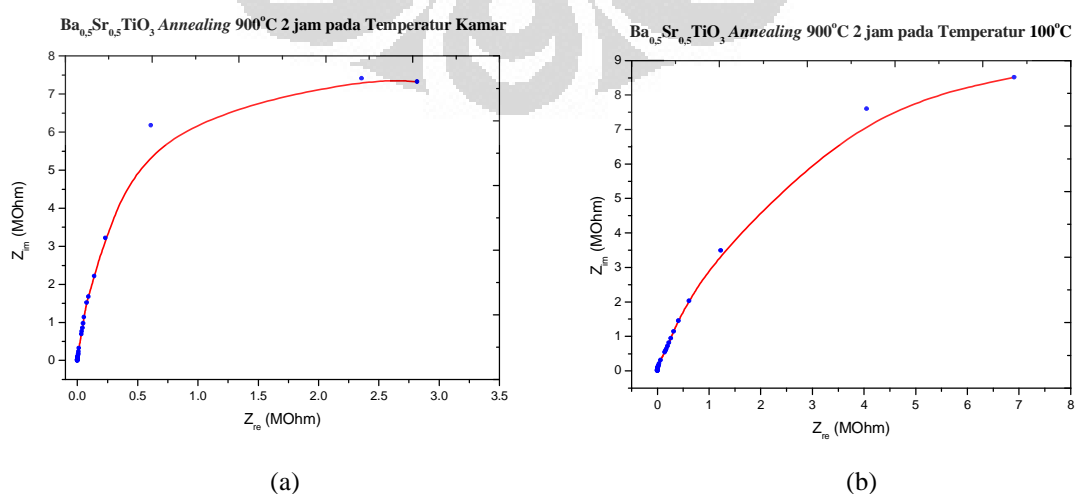 Ba0,5Sr0,5TiO3 Annealing 900oC 2 jam pada Temperatur Kamar
8
7
6
5
4
3
2
1
0
Zim (MOhm)
0.0 0.5 1.0 1.5 2.0 2.5 3.0 3.5
Zre (MOhm)
(a)
Ba0,5Sr0,5TiO3 Annealing 900oC 2 jam pada Temperatur 100oC
9
8
7
6
5
4
3
2
1
0
Zim (MOhm)
0 1 2 3 4 5 6 7 8
Zre (MOhm)
(b)